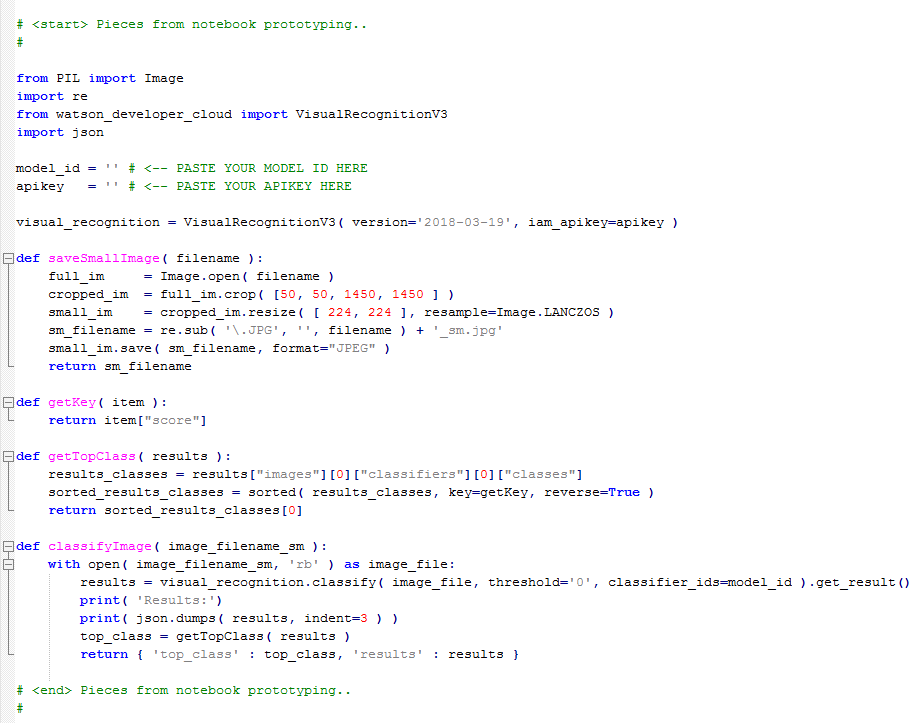 # <start> Pieces from notebook prototyping..
#
from PIL import Image
import re
from watson_developer_cloud import VisualRecognitionV3
import json
model_id = '' # <-- PASTE YOUR MODEL ID HERE
apikey   = '' # <-- PASTE YOUR APIKEY HERE
visual_recognition = VisualRecognitionV3( version='2018-03-19', iam_apikey=apikey )
def saveSmallImage( filename ):
    full_im     = Image.open( filename )
    cropped_im  = full_im.crop( [50, 50, 1450, 1450 ] )
    small_im    = cropped_im.resize( [ 224, 224 ], resample=Image.LANCZOS )
    sm_filename = re.sub( '\.JPG', '', filename ) + '_sm.jpg'
    small_im.save( sm_filename, format="JPEG" )
    return sm_filename
def getKey( item ):
    return item["score"]
def getTopClass( results ):
    results_classes = results["images"][0]["classifiers"][0]["classes"]
    sorted_results_classes = sorted( results_classes, key=getKey, reverse=True )
    return sorted_results_classes[0]
def classifyImage( image_filename_sm ):
    with open( image_filename_sm, 'rb' ) as image_file:
        results = visual_recognition.classify( image_file, threshold='0', classifier_ids=model_id ).get_result()
        print( 'Results:')
        print( json.dumps( results, indent=3 ) )
        top_class = getTopClass( results )
        return { 'top_class' : top_class, 'results' : results }
# <end> Pieces from notebook prototyping..
#